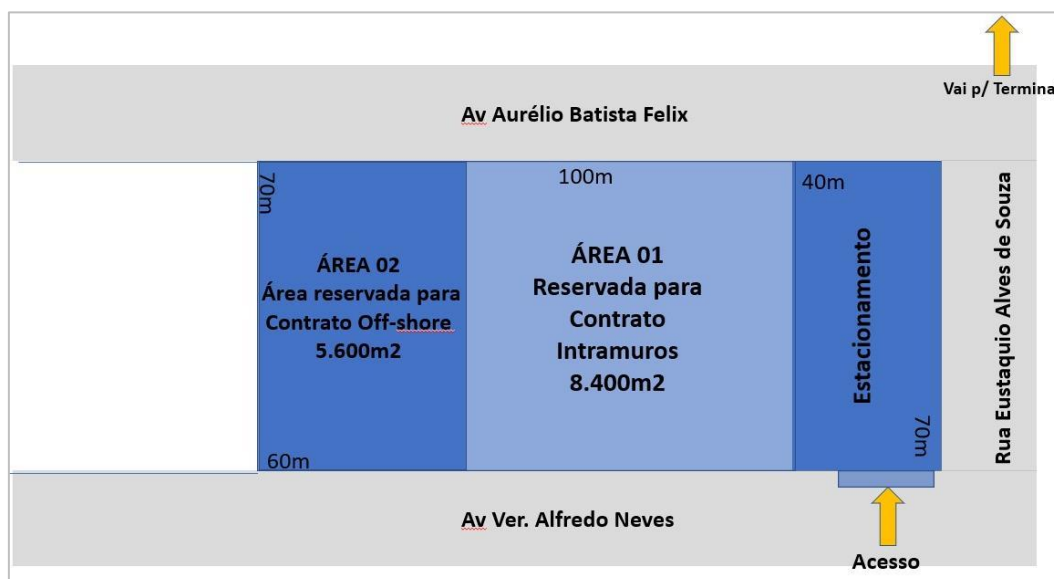 Vai p/ Termina
Av Aurélio Batista Felix
70m
100m
40m
ÁREA 02
Área reservada para
Contrato Off-shore
5.600m2
ÁREA 01
Reservada para
Contrato
Intramuros
8.400m2
Estacionamento
70m
Rua Eustaquio Alves de Souza
60m
Av Ver. Alfredo Neves
Acesso